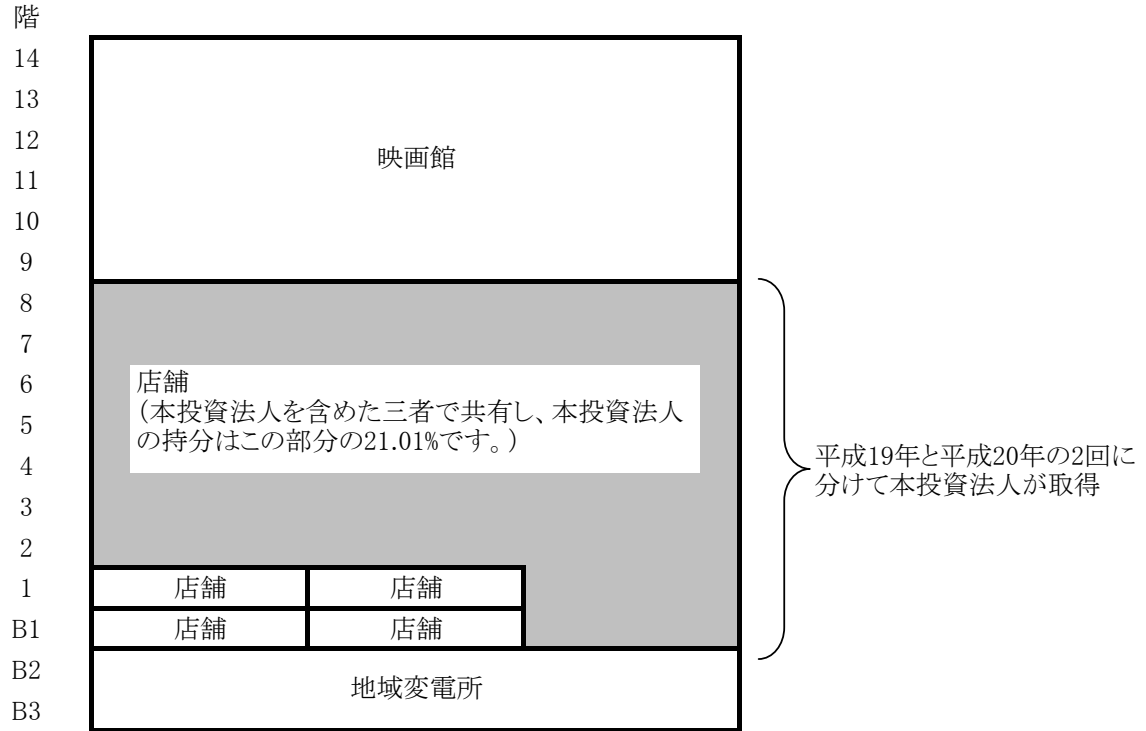 階
14
13
12
11
10
9
8
7
6
5
4
3
2
1
B1
B2
B3
映画館
店舗
(本投資法人を含めた三者で共有し、本投資法人
の持分はこの部分の21.01%です。)
店舗 店舗
店舗 店舗
地域変電所
平成19年と平成20年の2回に
分けて本投資法人が取得